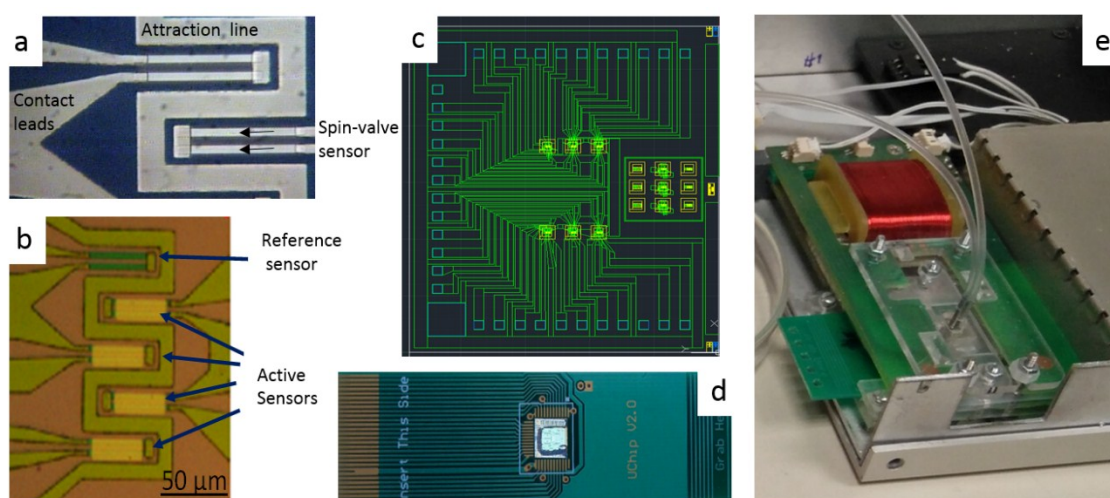 a
Attraction line
Contact
leads
Spin-valve
sensor
b
Reference
sensor
Active
Sensors
50 µm
c
X
Y
d
nsert This Side
UChip V2.0
Grab He
e
#1